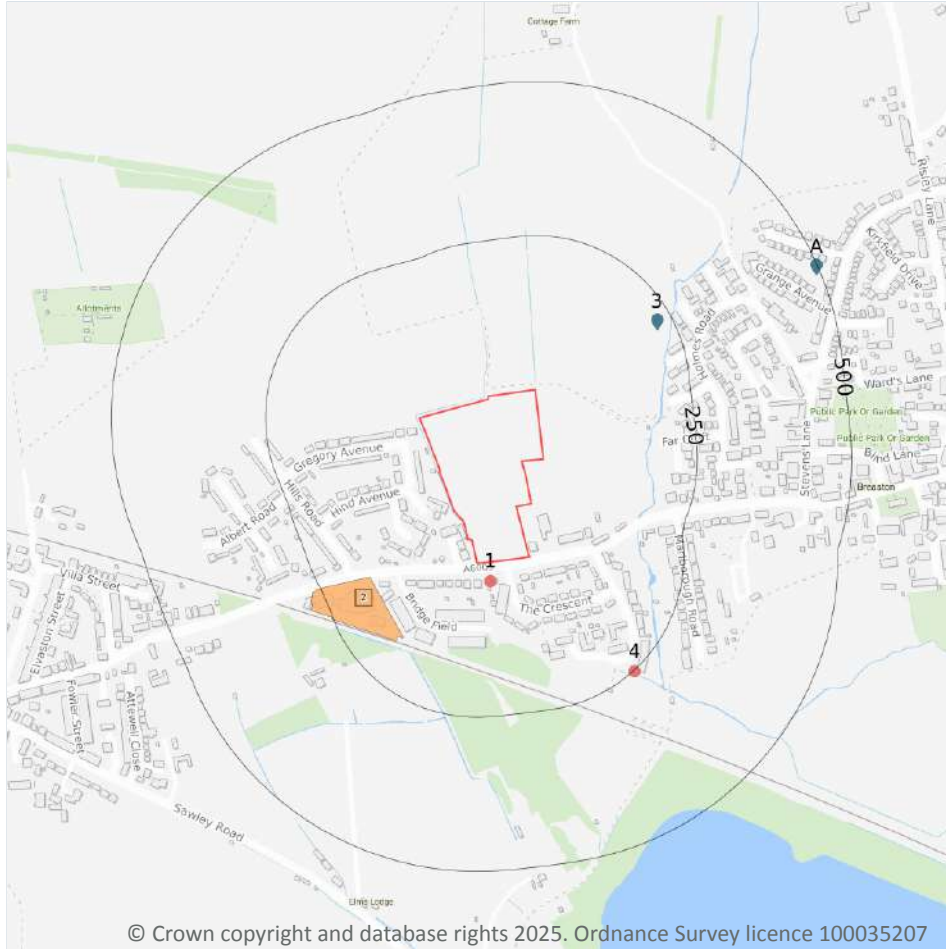 Cottage Farm
Risley Lane
A
Kirkfield Drive
Grange Avenue
Allotments
3
Holmes Road
500
Ward's Lane
Public Park Or Garden
250
Public Park Or Garden
Blind Lane
Stevens Lane
Gregory Avenue
Hills Road
Hind Avenue
Albert Road
Breaston
1
Villa Street
2
Bridge Field
The Crescent
Marlborough Road
Elvaston Street
4
Fowler Street
Attewell Close
Sawley Road
Elms Lodge
© Crown copyright and database rights 2025. Ordnance Survey licence 100035207